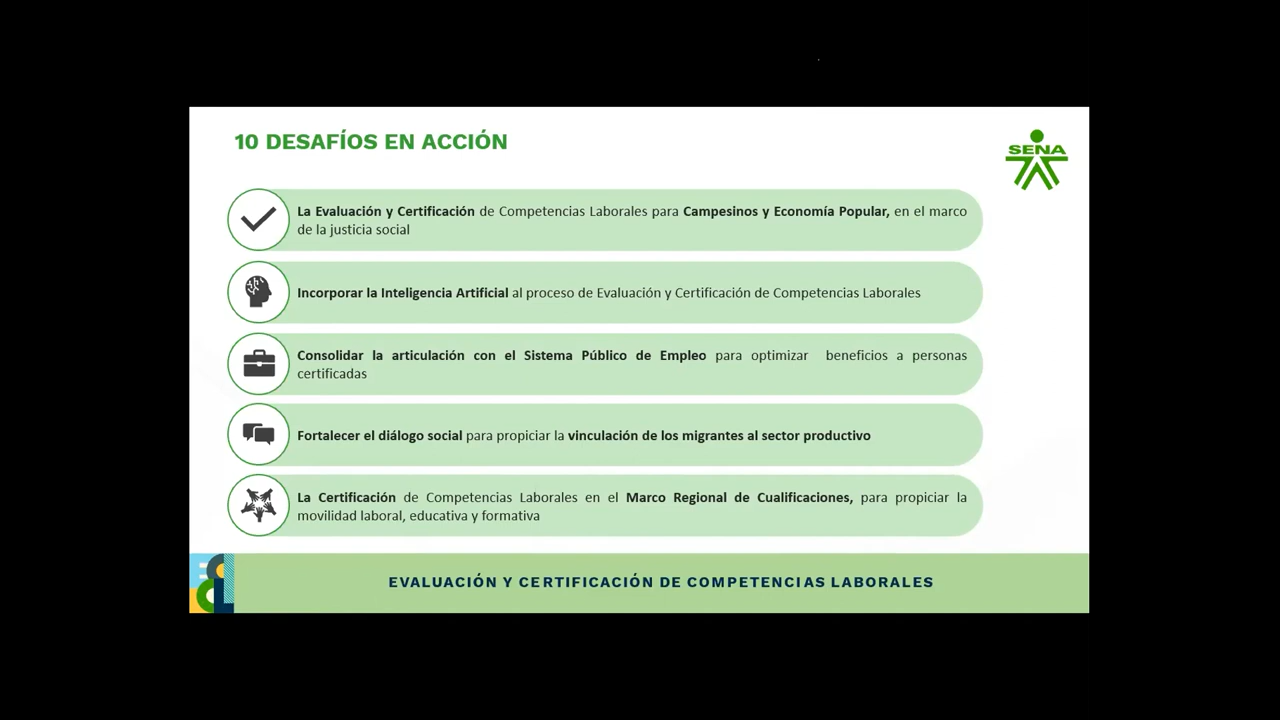 10 DESAFÍOS EN ACCIÓN
SENA
La Evaluación y Certificación de Competencias Laborales para Campesinos y Economía Popular, en el marco
de la justicia social
Incorporar la Inteligencia Artificial al proceso de Evaluación y Certificación de Competencias Laborales
Consolidar la articulación con el Sistema Público de Empleo para optimizar beneficios a personas
certificadas
Fortalecer el diálogo social para propiciar la vinculación de los migrantes al sector productivo
La Certificación de Competencias Laborales en el Marco Regional de Cualificaciones, para propiciar la
movilidad laboral, educativa y formativa
EVALUACIÓN Y CERTIFICACIÓN DE COMPETENCIAS LABORALES